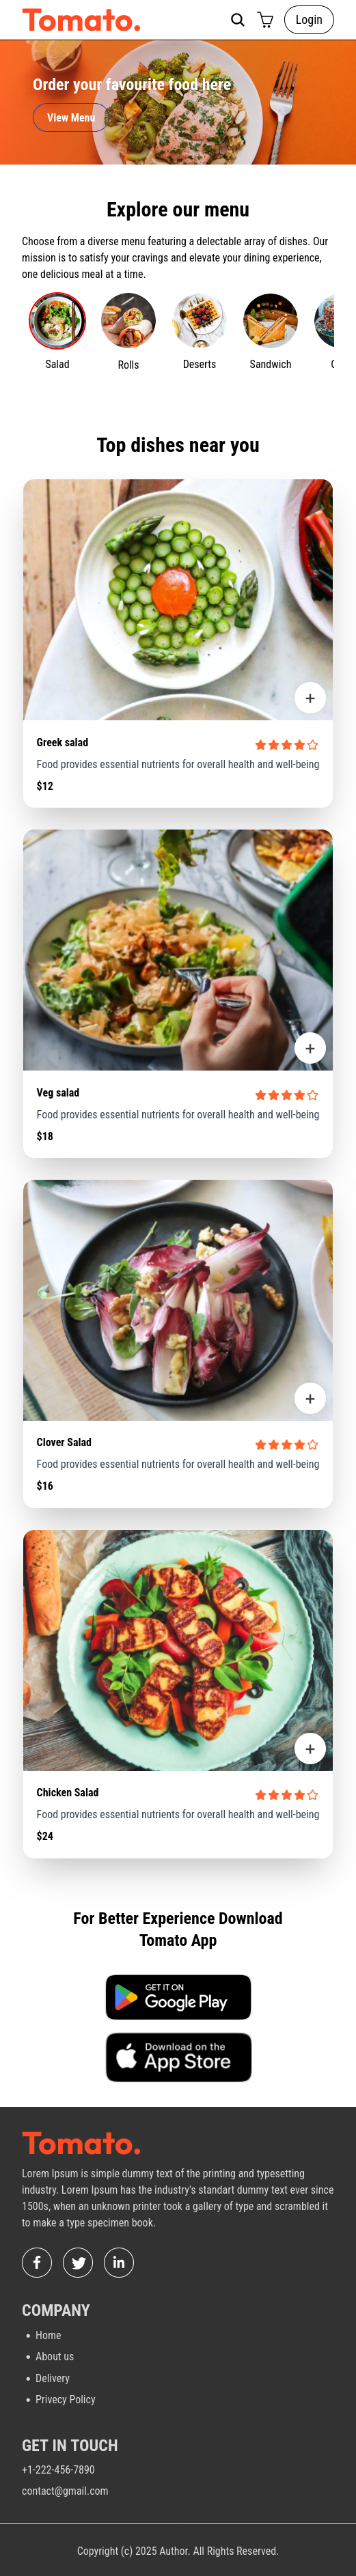 Tomato.
Login
Order your favourite food here
View Menu
Explore our menu
Choose from a diverse menu featuring a delectable array of dishes. Our
mission is to satisfy your cravings and elevate your dining experience,
one delicious meal at a time.
Salad
Rolls
Deserts
Sandwich
Top dishes near you
+
Greek salad
Food provides essential nutrients for overall health and well-being
$12
+
Veg salad
Food provides essential nutrients for overall health and well-being
$18
+
Clover Salad
Food provides essential nutrients for overall health and well-being
$16
+
Chicken Salad
Food provides essential nutrients for overall health and well-being
$24
For Better Experience Download
Tomato App
GET IT ON
Google Play
Download on the
App Store
Tomato.
Lorem Ipsum is simple dummy text of the printing and typesetting
industry. Lorem Ipsum has the industry's standart dummy text ever since
1500s, when an unknown printer took a gallery of type and scrambled it
to make a type specimen book.
f
in
COMPANY
• Home
• About us
• Delivery
• Privecy Policy
GET IN TOUCH
+1-222-456-7890
contact@gmail.com
Copyright (c) 2025 Author. All Rights Reserved.